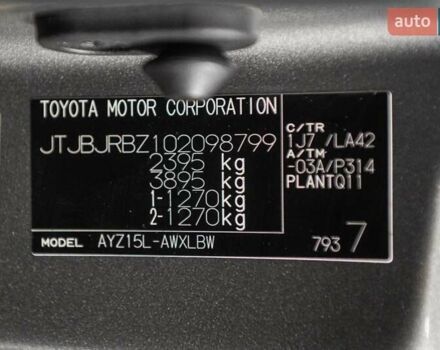 auto
TOYOTA MOTOR CORPORATION
JTJBJRBZ102098799
2395 kg
3895 kg
1-1270kg
2-1270kg
C/TR
1J7 /LA42
A/TM
-03A/P314
PLANTQ11
MODEL AYZ15L-AWXLBW
793 7